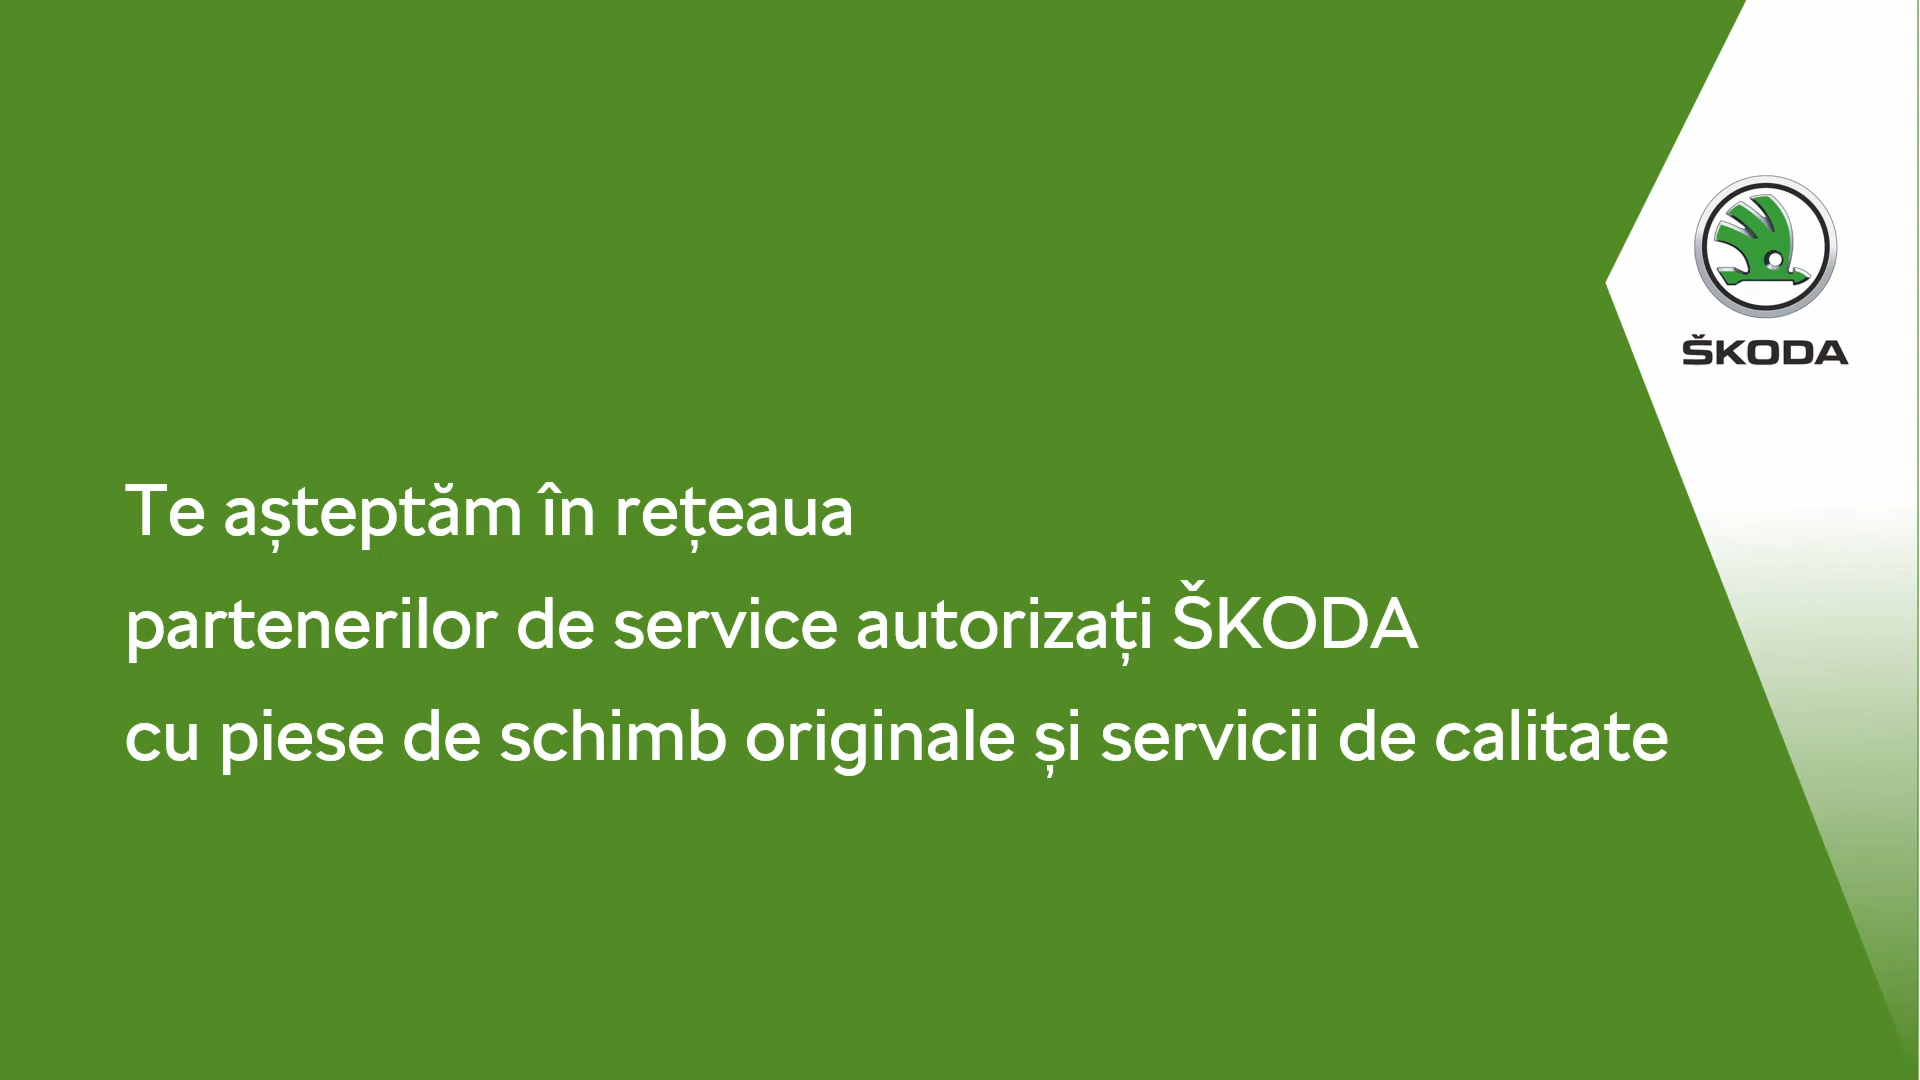 ŠKODA
Te așteptăm în rețeaua
partenerilor de service autorizați ŠKODA
cu piese de schimb originale și servicii de calitate